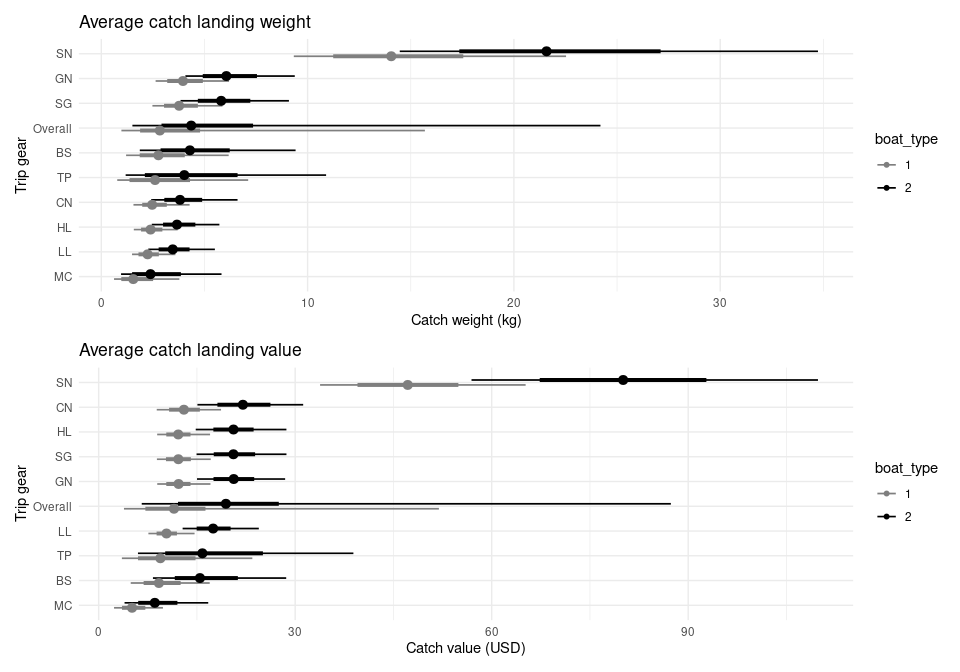 Average catch landing weight
SN
GN
SG
Overall
BS
TP
CN
HL
LL
MC
Trip gear
0 10 20 30
Catch weight (kg)
boat_type
1
2
Average catch landing value
SN
CN
HL
SG
GN
Overall
LL
TP
BS
MC
Trip gear
0 30 60 90
Catch value (USD)
boat_type
1
2